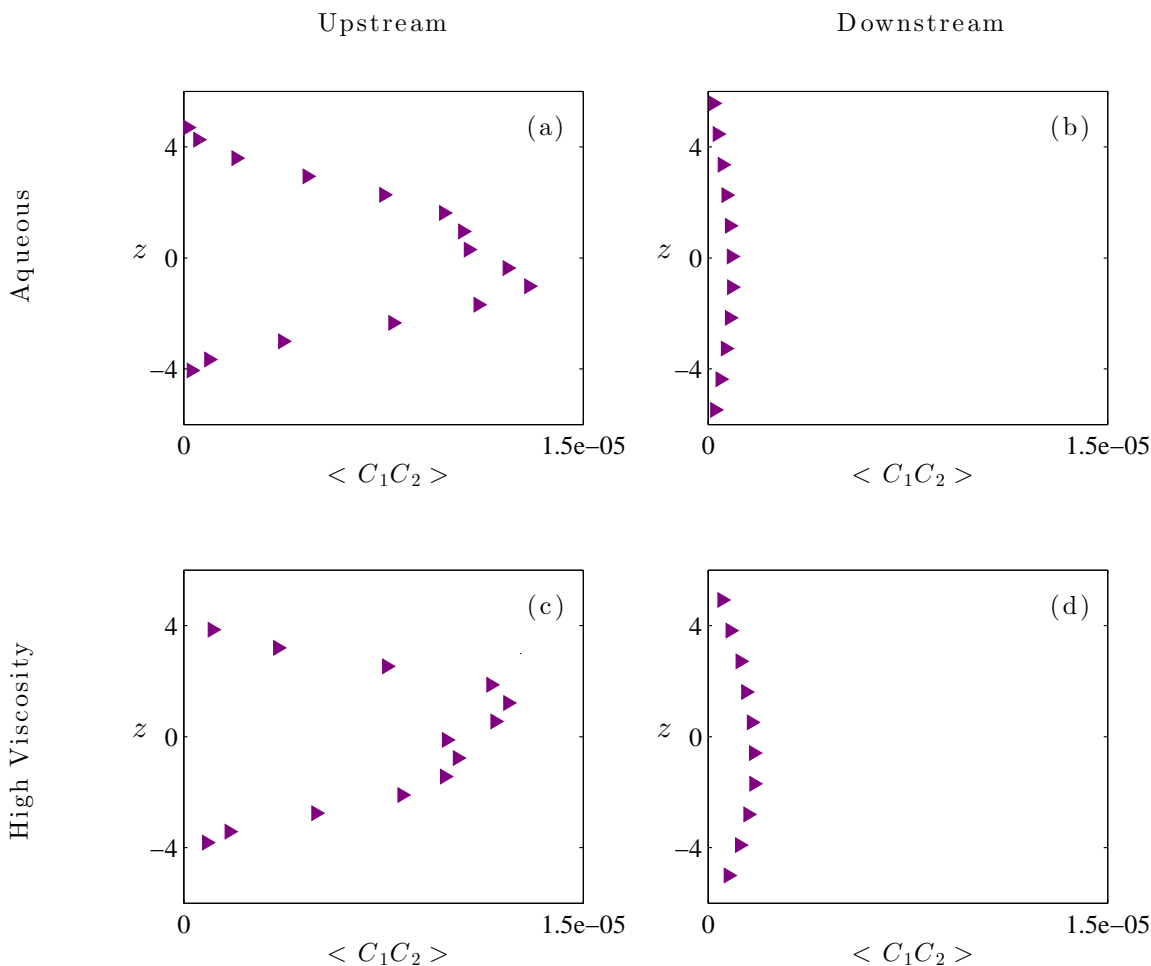 Upstream
Downstream
Aqueous
(a)
4
z
0
−4
0
1.5e−05
< C₁C₂ >
(b)
4
z
0
−4
0
1.5e−05
< C₁C₂ >
High Viscosity
(c)
4
z
0
−4
0
1.5e−05
< C₁C₂ >
(d)
4
z
0
−4
0
1.5e−05
< C₁C₂ >